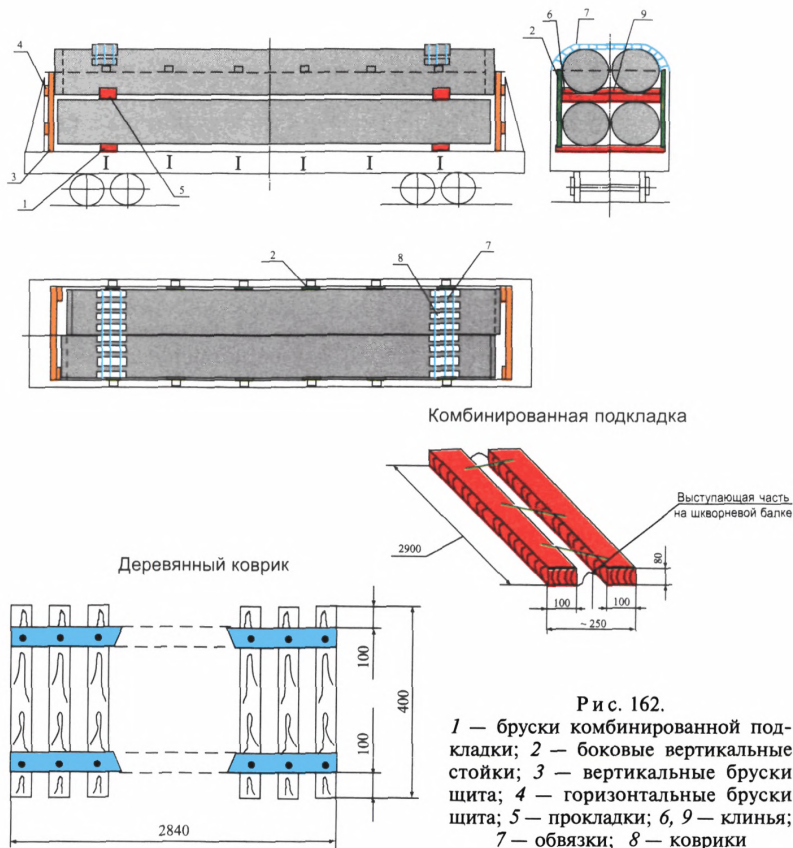 4
6
7
9
2
3
1
5
2
8
7
Комбинированная подкладка
Выступающая часть
на шкворневой балке
2900
80
100
100
~ 250
Деревянный коврик
100
400
100
2840
Рис. 162.
1 — бруски комбинированной под-
кладки; 2 — боковые вертикальные
стойки; 3 — вертикальные бруски
щита; 4 — горизонтальные бруски
щита; 5 — прокладки; 6, 9 — клинья;
7 — обвязки; 8 — коврики